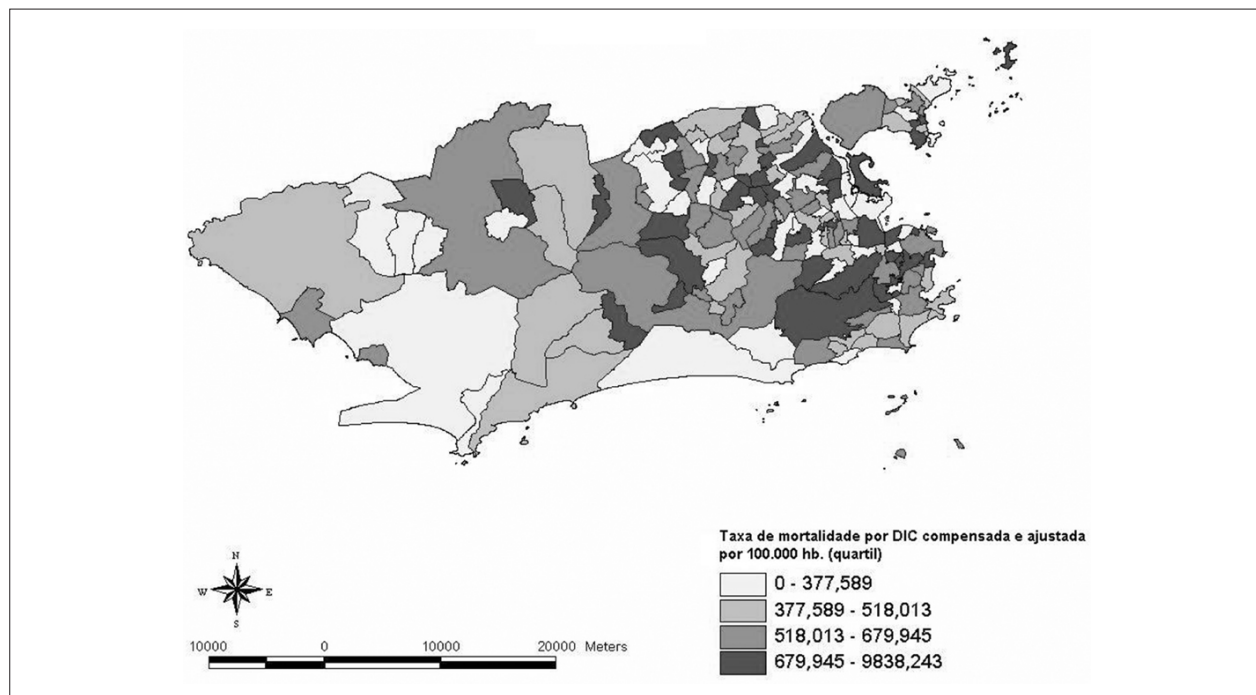 Taxa de mortalidade por DIC compensada e ajustada
por 100.000 hb. (quartil)
0 - 377,589
377,589 - 518,013
518,013 - 679,945
679,945 - 9838,243
N
W E
S
10000 0 10000 20000 Meters